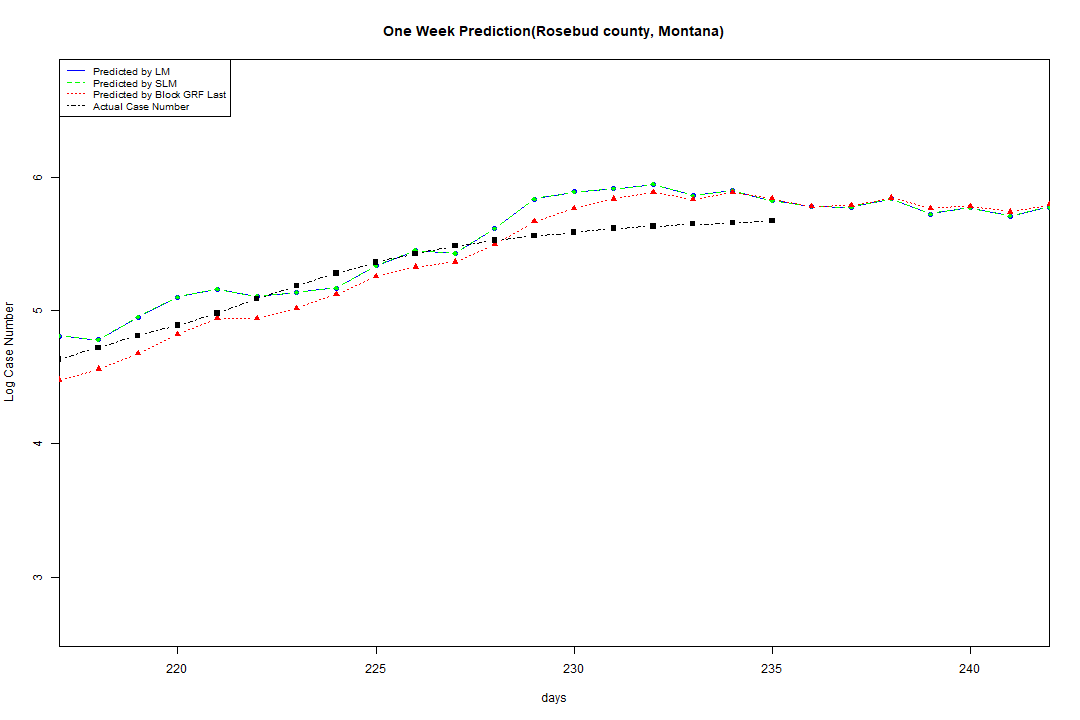 One Week Prediction(Rosebud county, Montana)
Predicted by LM
Predicted by SLM
Predicted by Block GRF Last
Actual Case Number
6
5
4
3
Log Case Number
220 225 230 235 240
days